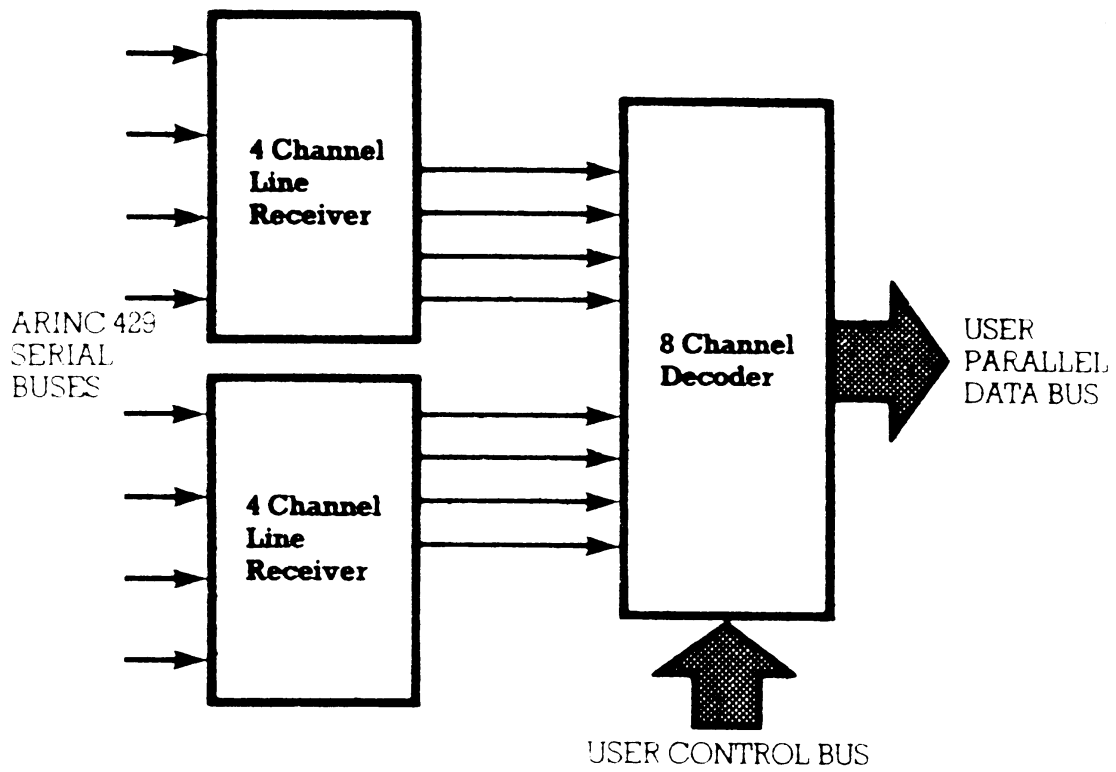 4 Channel
Line
Receiver
ARINC 429
SERIAL
BUSES
8 Channel
Decoder
USER
PARALLEL
DATA BUS
4 Channel
Line
Receiver
USER CONTROL BUS